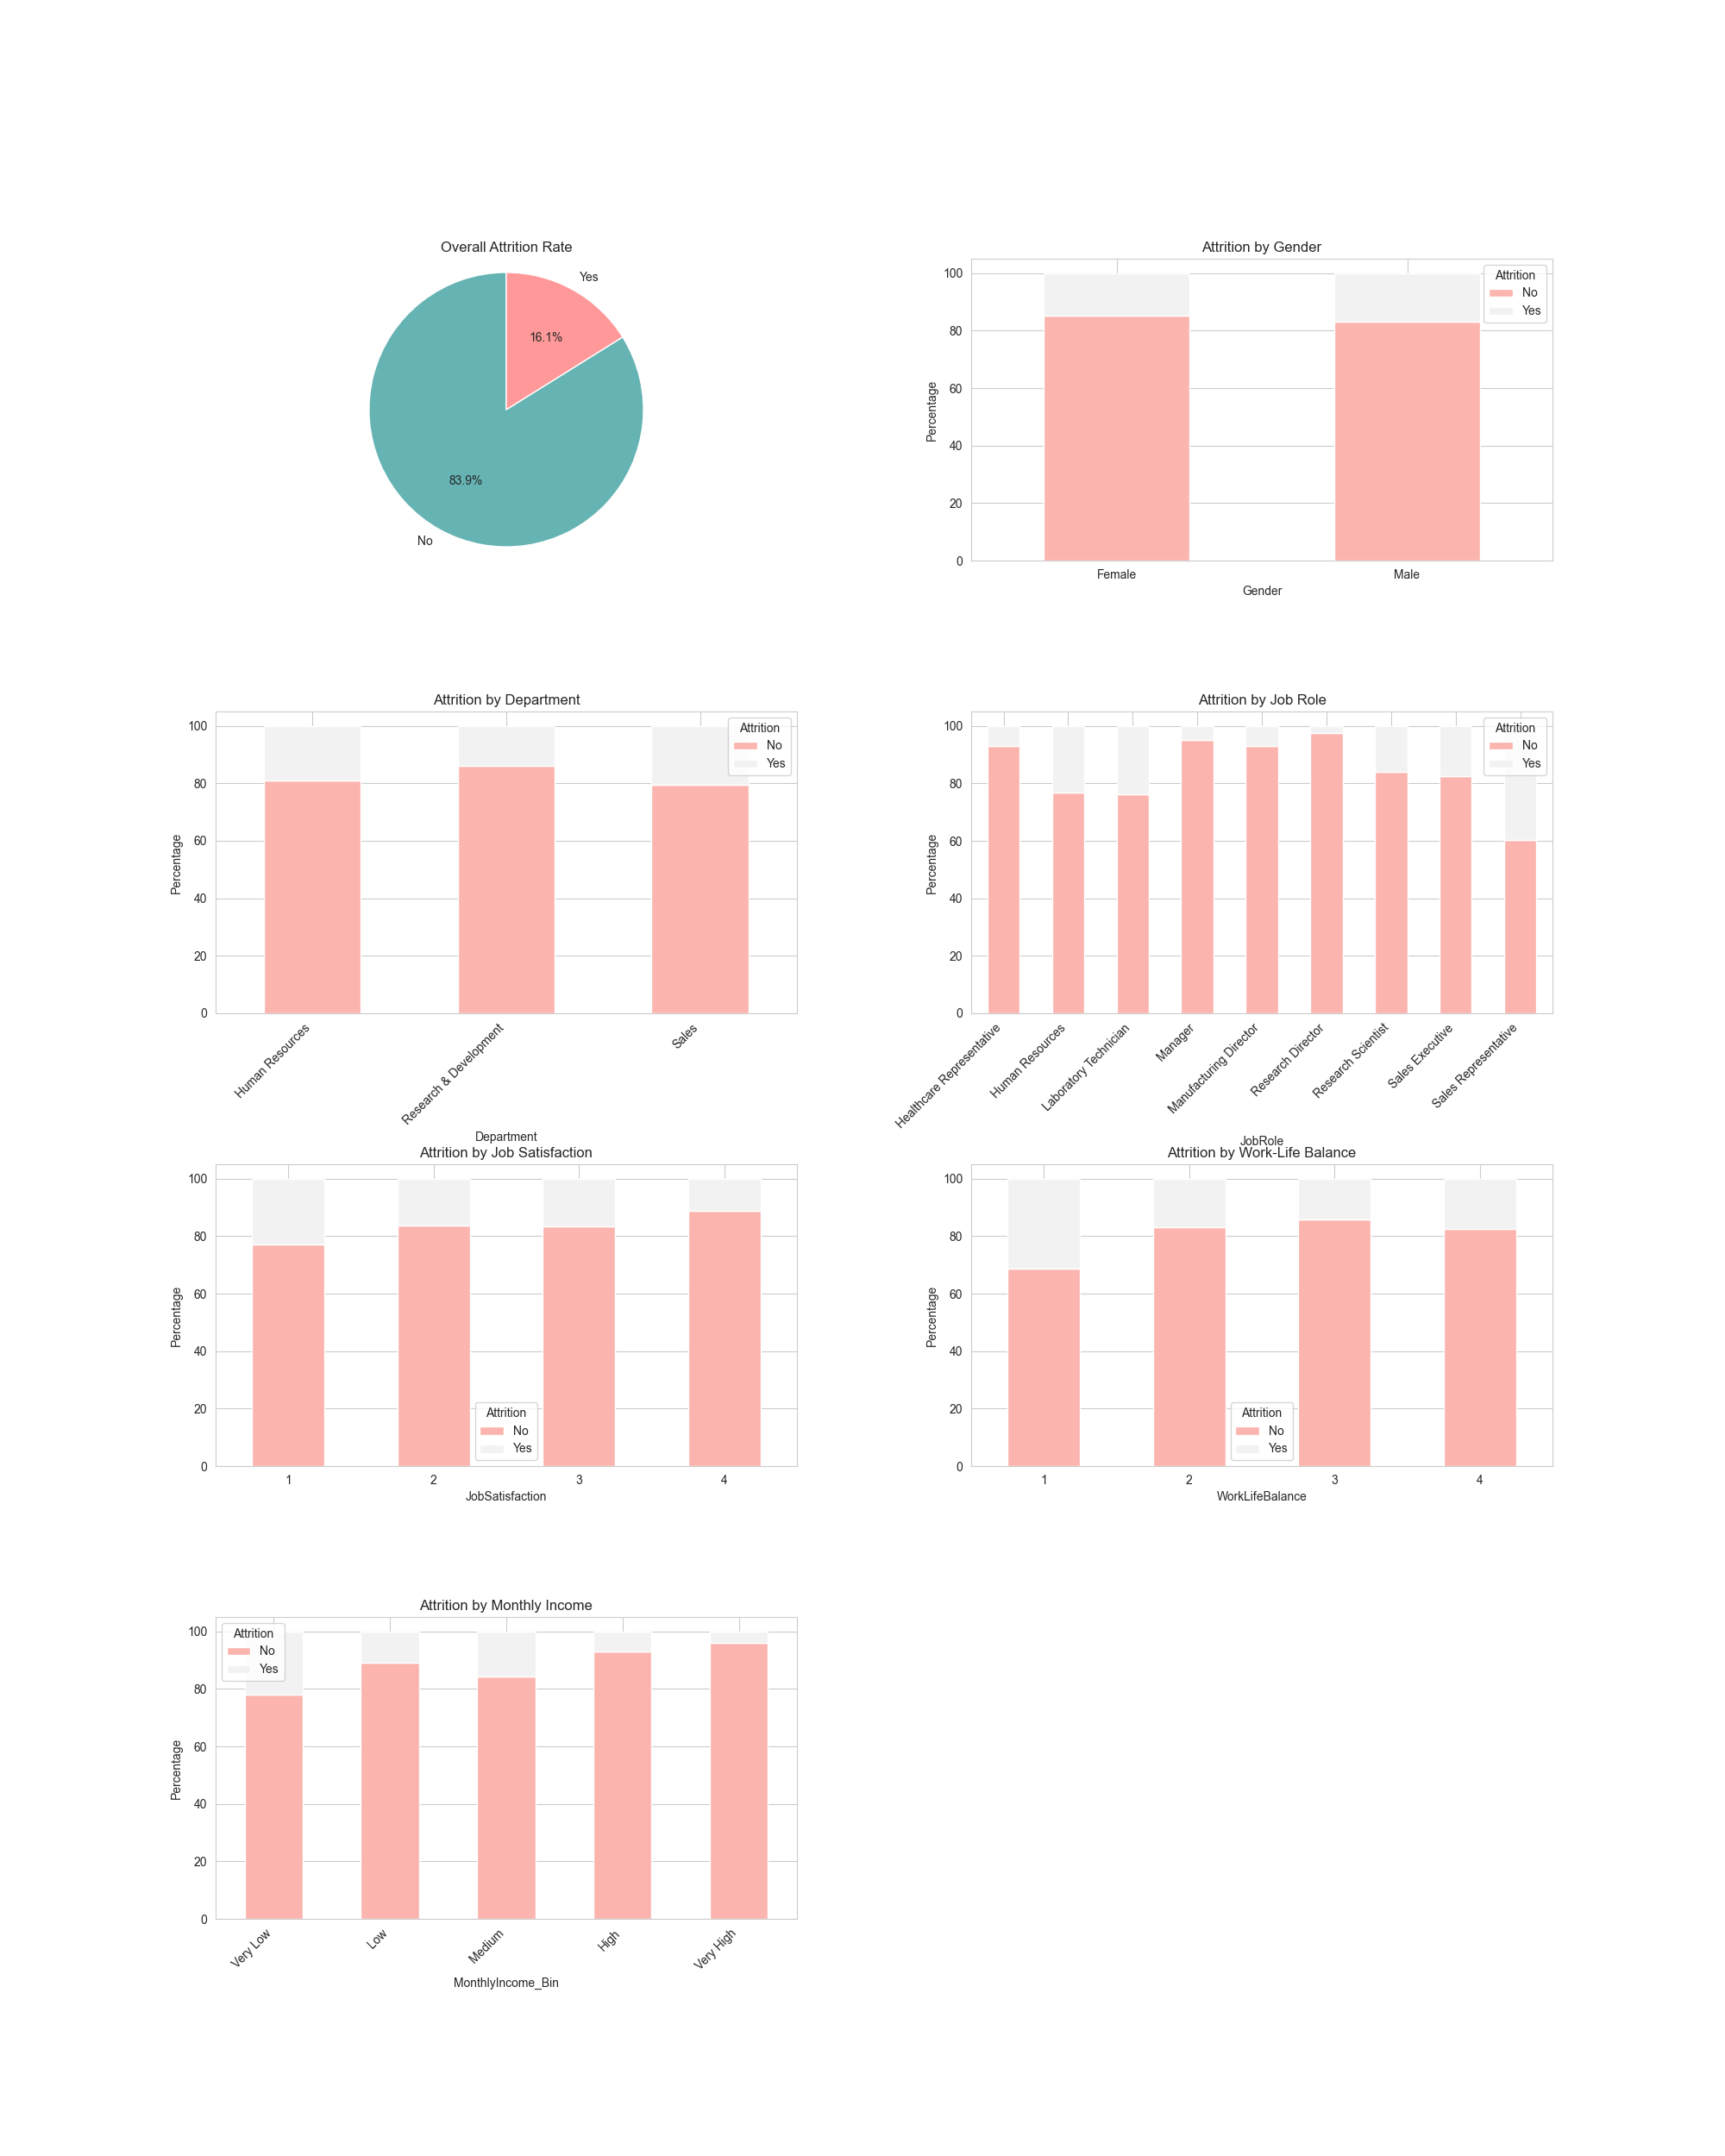 Overall Attrition Rate
Yes
16.1%
83.9%
No
Attrition by Gender
Attrition
No
Yes
100
80
60
40
20
0
Percentage
Female
Male
Gender
Attrition by Department
Attrition
No
Yes
100
80
60
40
20
0
Percentage
Human Resources
Research & Development
Sales
Department
Attrition by Job Role
Attrition
No
Yes
100
80
60
40
20
0
Percentage
Healthcare Representative
Human Resources
Laboratory Technician
Manager
Manufacturing Director
Research Director
Research Scientist
Sales Executive
Sales Representative
JobRole
Attrition by Job Satisfaction
100
80
60
40
20
0
Percentage
Attrition
No
Yes
1
2
3
4
JobSatisfaction
Attrition by Work-Life Balance
100
80
60
40
20
0
Percentage
Attrition
No
Yes
1
2
3
4
WorkLifeBalance
Attrition by Monthly Income
Attrition
No
Yes
100
80
60
40
20
0
Percentage
Very Low
Low
Medium
High
Very High
MonthlyIncome_Bin